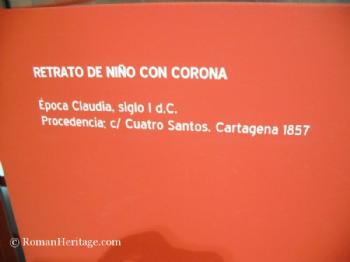 RETRATO DE NIÑO CON CORONA
Época Claudia, siglo I d.C.
Procedencia: c/ Cuatro Santos. Cartagena 1857
© RomanHeritage.com